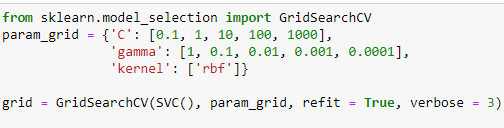 from sklearn.model_selection import GridSearchCV
param_grid = {'C': [0.1, 1, 10, 100, 1000],
'gamma': [1, 0.1, 0.01, 0.001, 0.0001],
'kernel': ['rbf']}
grid = GridSearchCV(SVC(), param_grid, refit = True, verbose = 3)